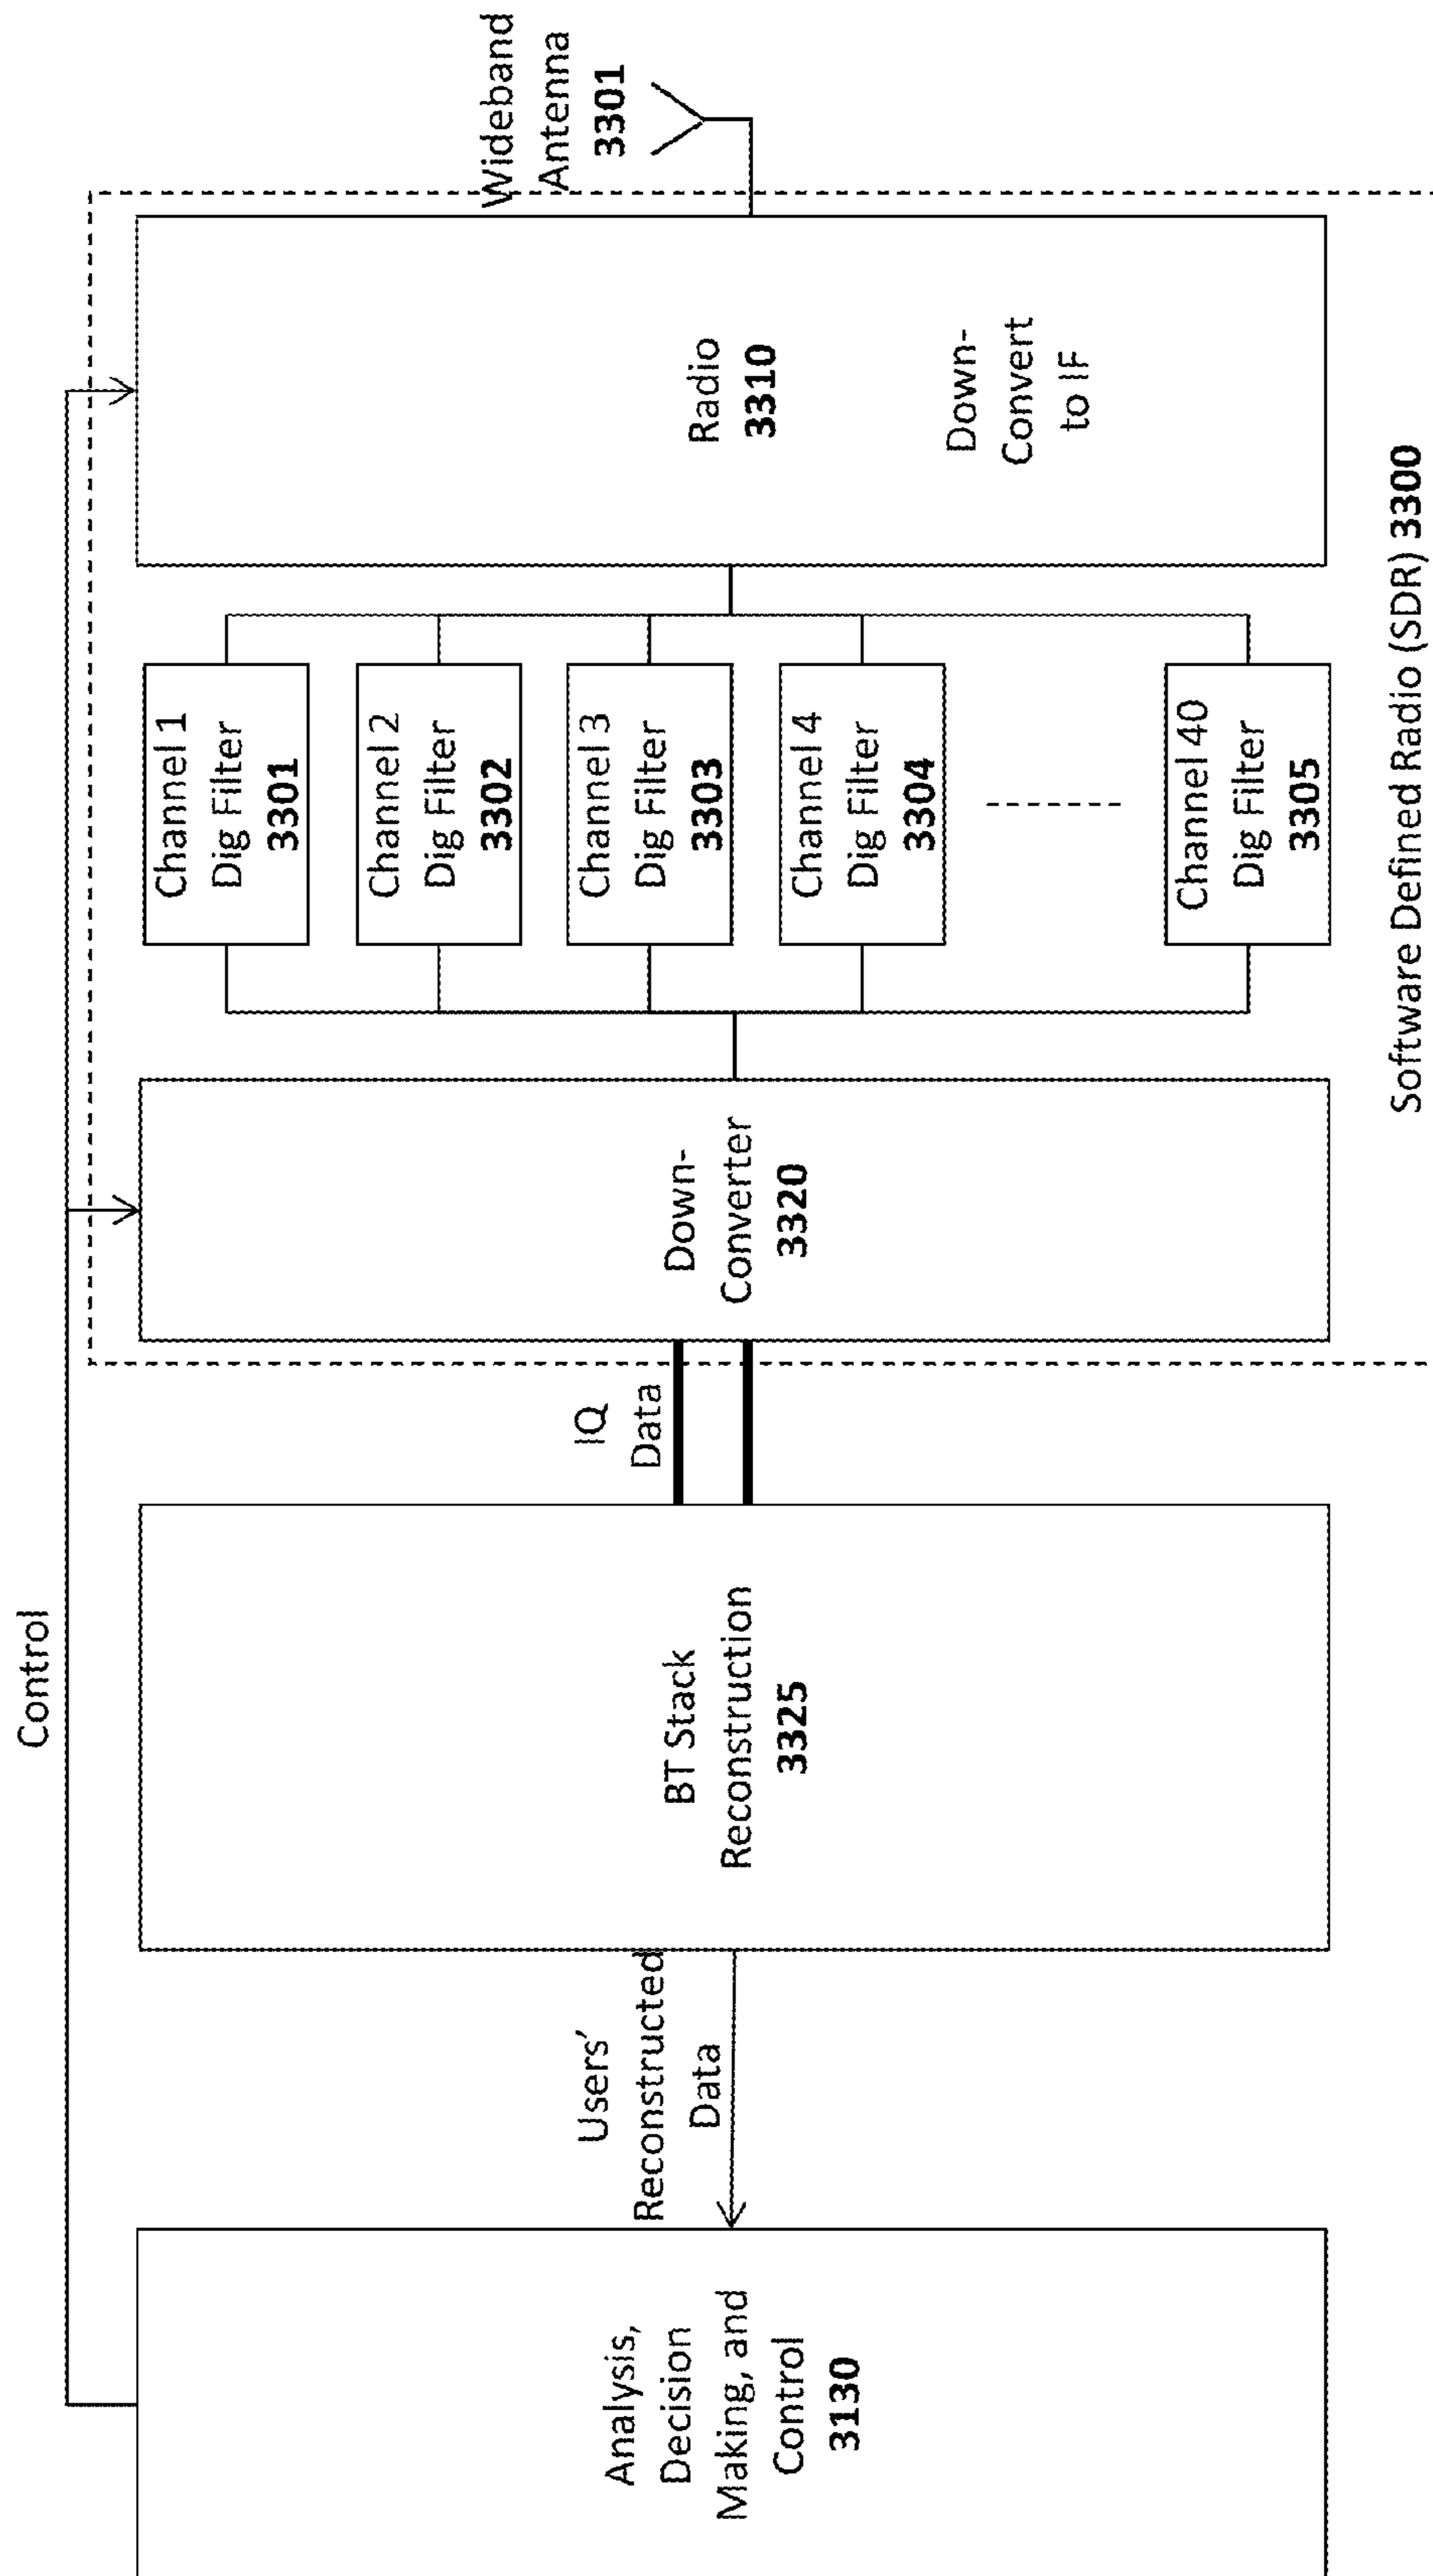 Control
Analysis,
Decision
Making, and
Control
3130
Users’
Reconstructed
Data
BT Stack
Reconstruction
3325
IQ
Data
Down-
Converter
3320
Channel 1
Dig Filter
3301
Channel 2
Dig Filter
3302
Channel 3
Dig Filter
3303
Channel 4
Dig Filter
3304
Channel 40
Dig Filter
3305
Radio
3310
Down-
Convert
to IF
Wideband
Antenna
3301
Software Defined Radio (SDR) 3300